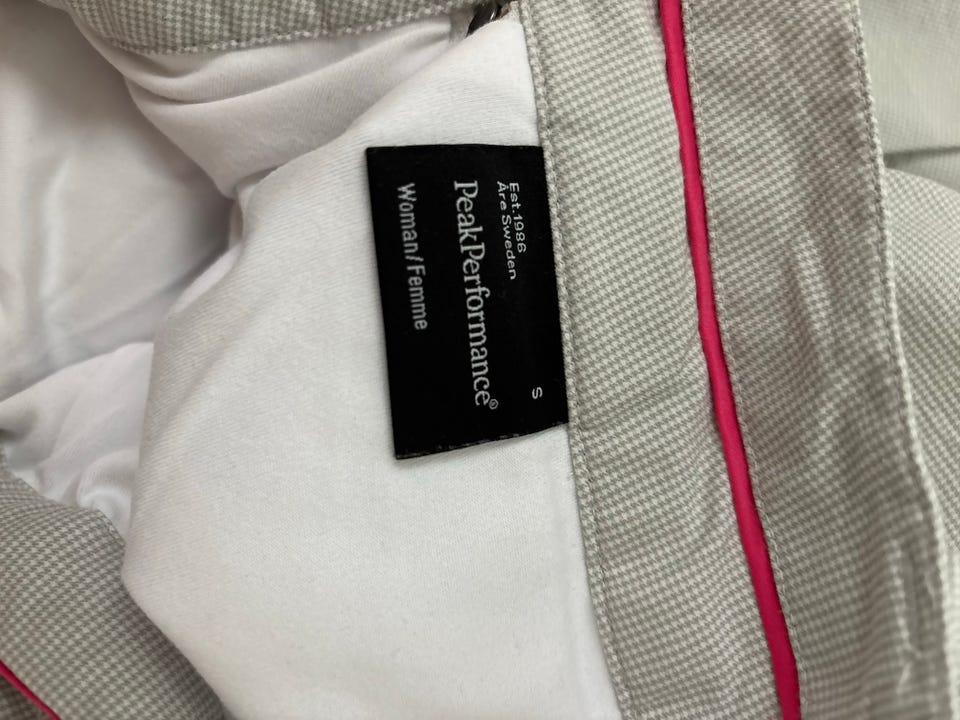 Est.1986
Åre Sweden
S
PeakPerformance®
Woman/Femme